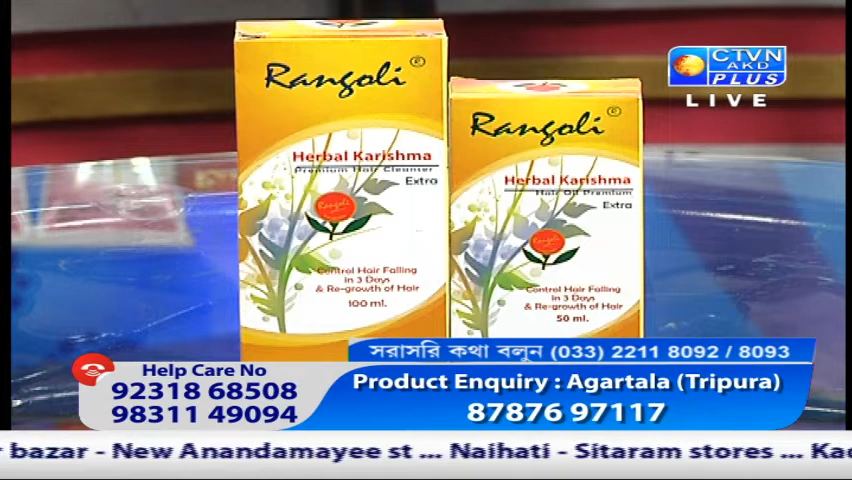 CTVN
AKD
PLUS
LIVE
Rangoli
Herbal Karishma
Premium Hair Cleanser
Extra
Rangoli
Control Hair Falling
in 3 Days
& Re-growth of Hair
100 ml.
Rangoli
Herbal Karishma
Hair Oil Premium
Extra
Rangoli
Control Hair Falling
in 3 Days
& Re-growth of Hair
50 ml.
সরাসরি কথা বলুন (033) 2211 8092 / 8093
Help Care No
92318 68508
98311 49094
Product Enquiry : Agartala (Tripura)
87876 97117
bazar - New Anandamayee st ... Naihati - Sitaram stores ...